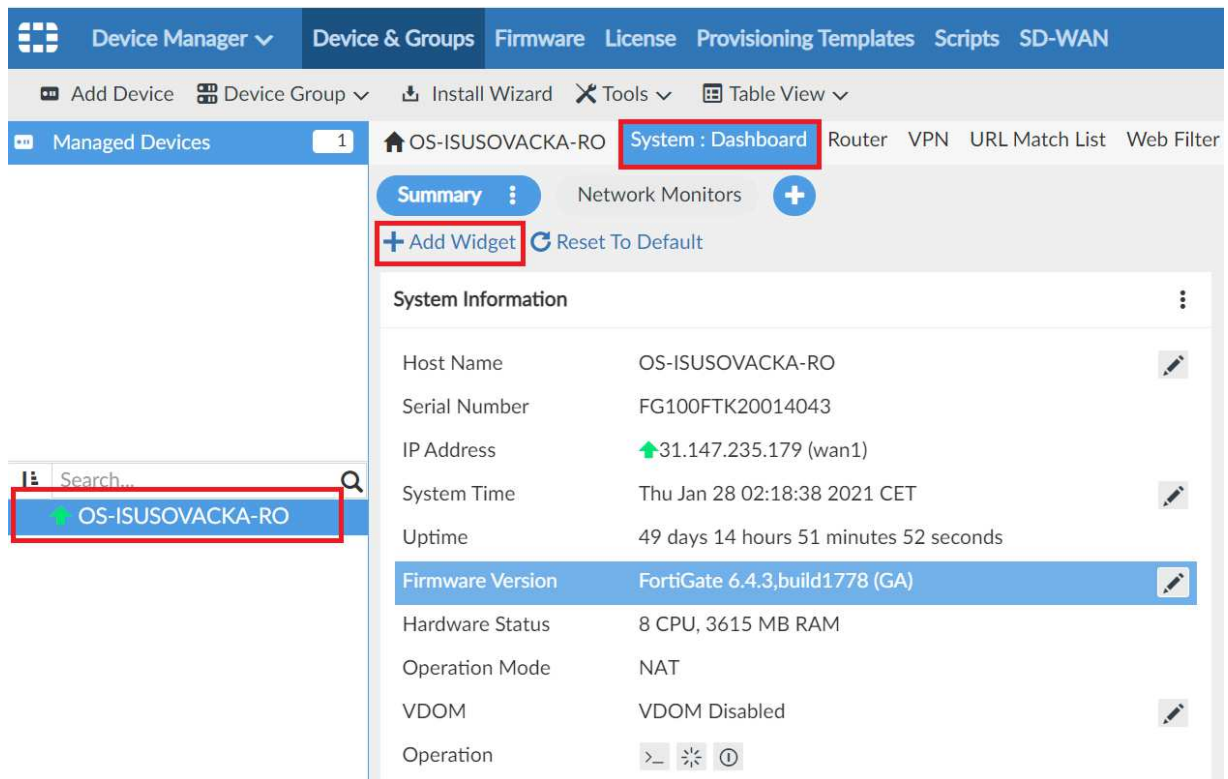 Device Manager Device & Groups Firmware License Provisioning Templates Scripts SD-WAN
Add Device Device Group Install Wizard Tools Table View
Managed Devices 1
OS-ISUSOVACKA-RO System : Dashboard Router VPN URL Match List Web Filter
Summary Network Monitors
Add Widget Reset To Default
System Information
Host Name OS-ISUSOVACKA-RO
Serial Number FG100FTK20014043
IP Address 31.147.235.179 (wan1)
Search...
System Time Thu Jan 28 02:18:38 2021 CET
OS-ISUSOVACKA-RO
Uptime 49 days 14 hours 51 minutes 52 seconds
Firmware Version FortiGate 6.4.3,build1778 (GA)
Hardware Status 8 CPU, 3615 MB RAM
Operation Mode NAT
VDOM VDOM Disabled
Operation